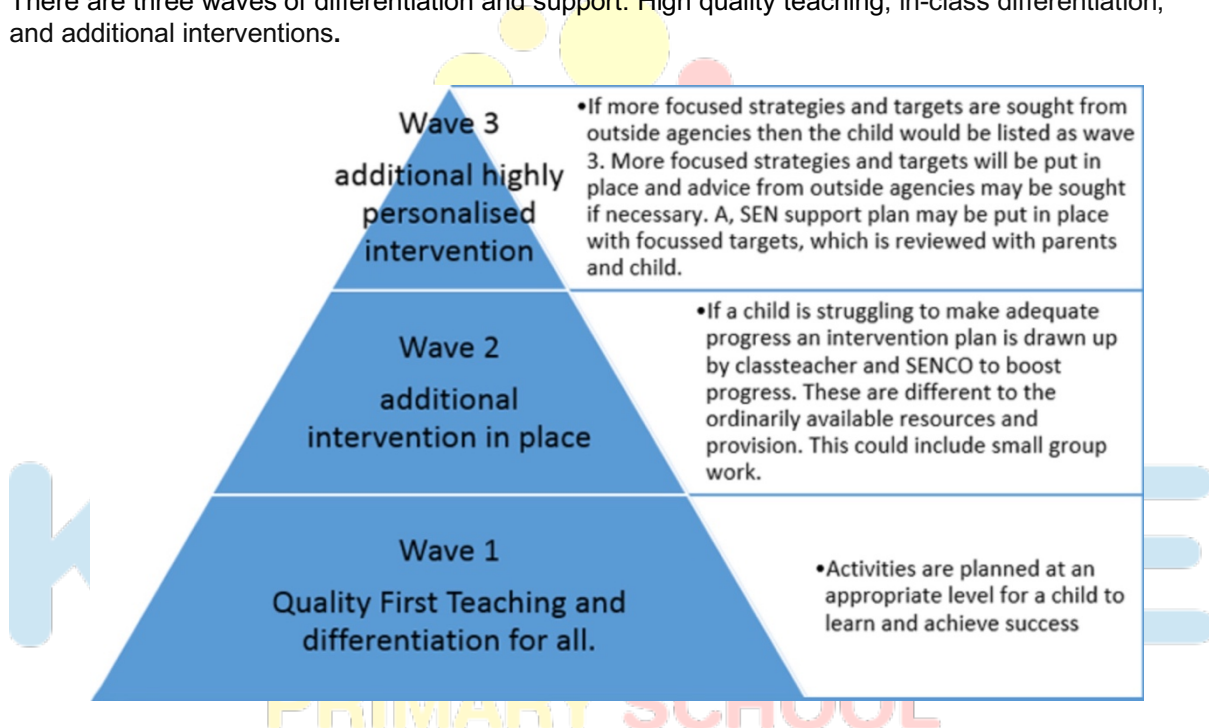 There are three waves of differentiation and support. High quality teaching, in-class differentiation,
and additional interventions.
Wave 3
additional highly
personalised
intervention
•If more focused strategies and targets are sought from
outside agencies then the child would be listed as wave
3. More focused strategies and targets will be put in
place and advice from outside agencies may be sought
if necessary. A, SEN support plan may be put in place
with focussed targets, which is reviewed with parents
and child.
Wave 2
additional
intervention in place
•If a child is struggling to make adequate
progress an intervention plan is drawn up
by classteacher and SENCO to boost
progress. These are different to the
ordinarily available resources and
provision. This could include small group
work.
Wave 1
Quality First Teaching and
differentiation for all.
•Activities are planned at an
appropriate level for a child to
learn and achieve success
PRIMARY SCHOOL